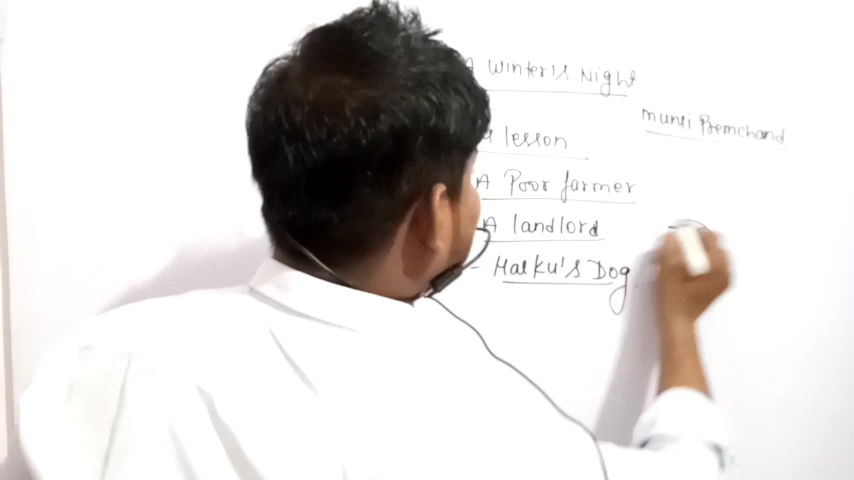 A Winter's Night
Munsi Premchand
lesson
A Poor farmer
A landlord
- Halku's Dog.